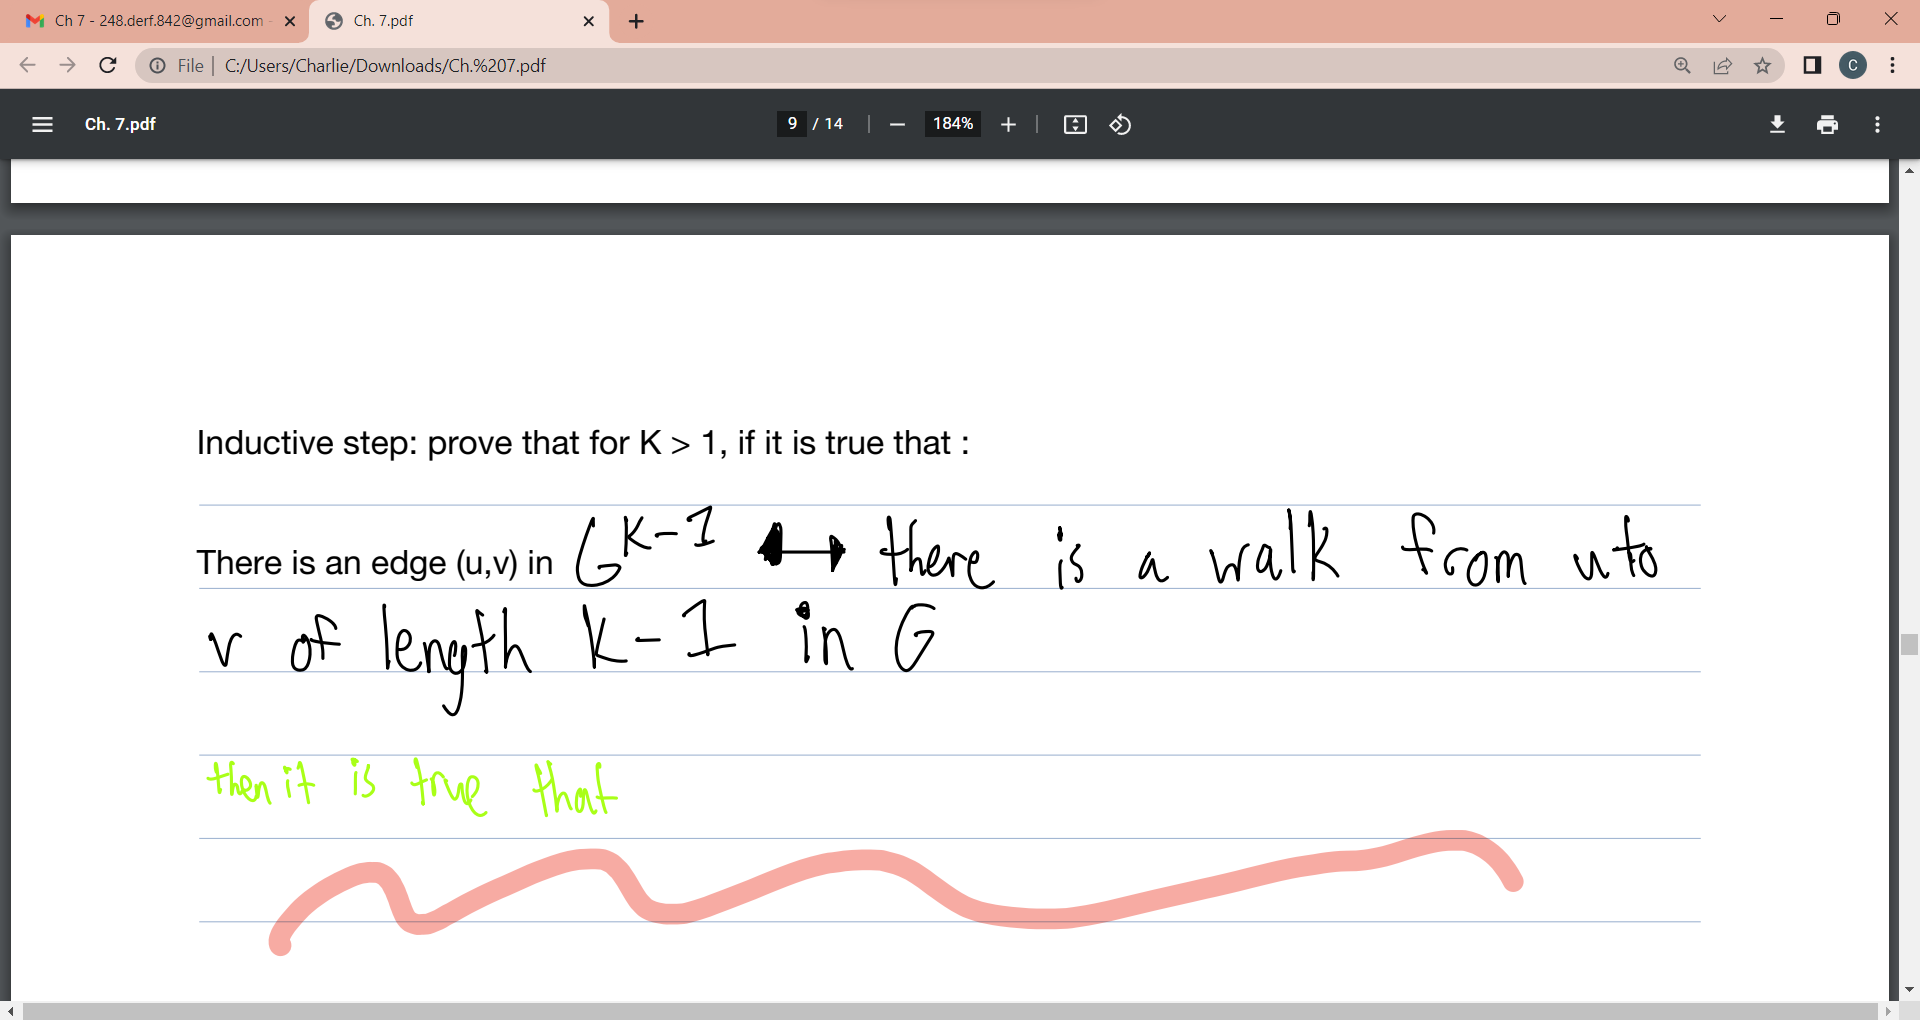 Ch 7 - 248.derf.842@gmail.com -
Ch. 7.pdf
File | C:/Users/Charlie/Downloads/Ch.%207.pdf
C
Ch. 7.pdf
9 / 14
184%
Inductive step: prove that for K > 1, if it is true that :
There is an edge (u,v) in G^K-1 ↔ there is a walk from u to
v of length k-1 in G
then it is true that